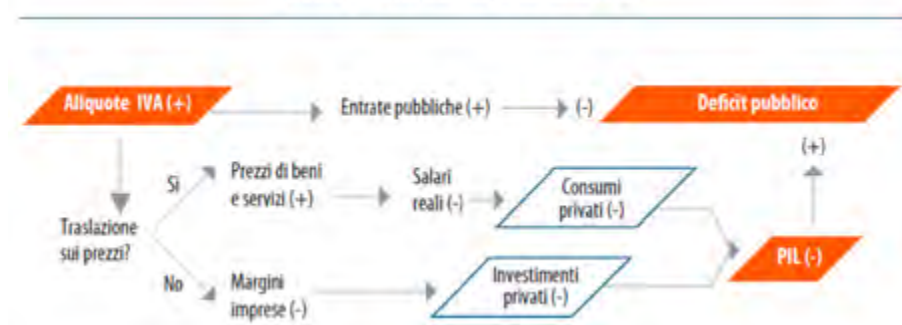 Aliquote IVA (+)
Entrate pubbliche (+)
(-)
Deficit pubblico
(+)
Sì
Prezzi di beni
e servizi (+)
Salari
reali (-)
Consumi
privati (-)
Traslazione
sui prezzi?
PIL (-)
No
Margini
imprese (-)
Investimenti
privati (-)